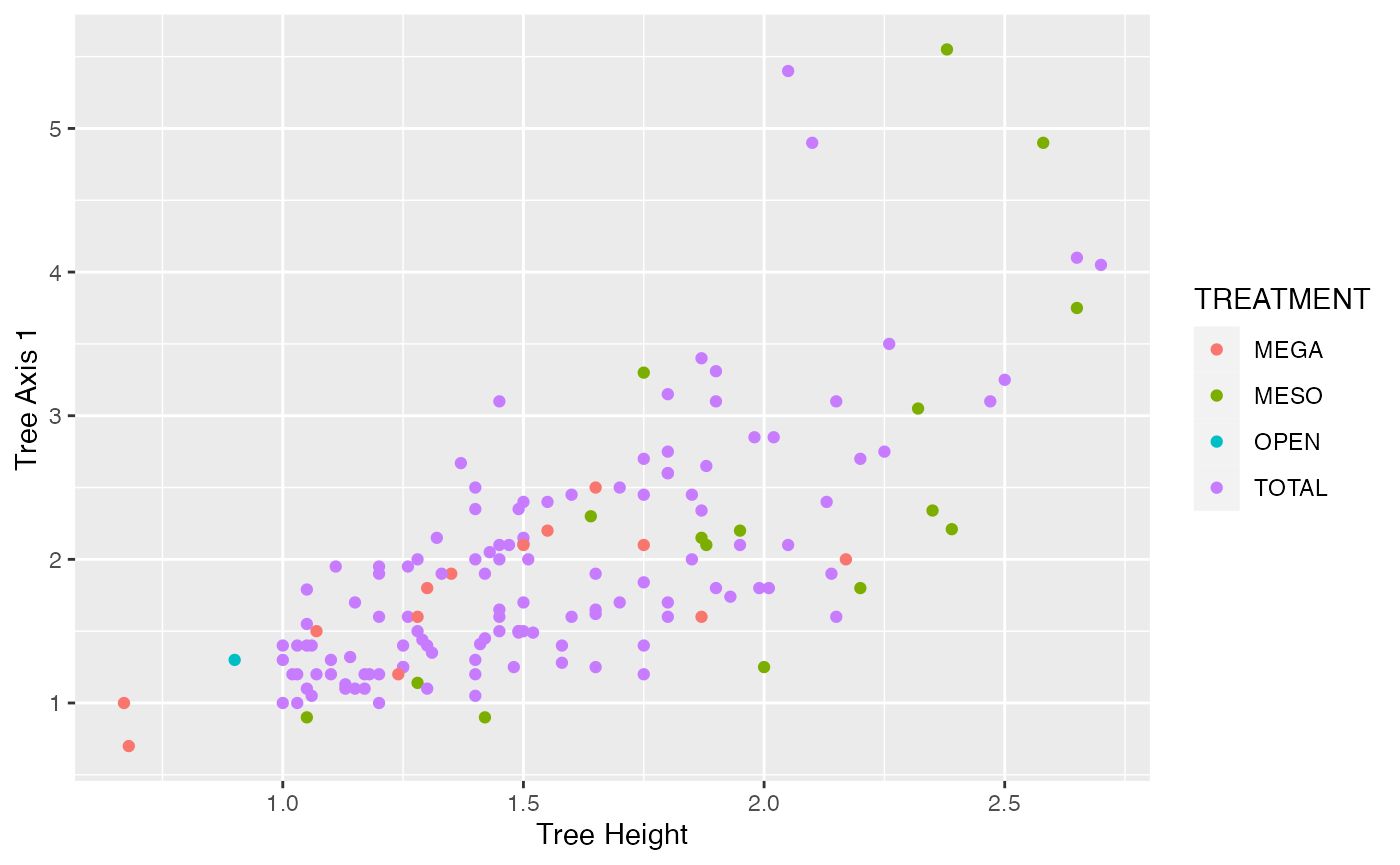 5
4
3
2
1
Tree Axis 1
1.0 1.5 2.0 2.5
Tree Height
TREATMENT
MEGA
MESO
OPEN
TOTAL